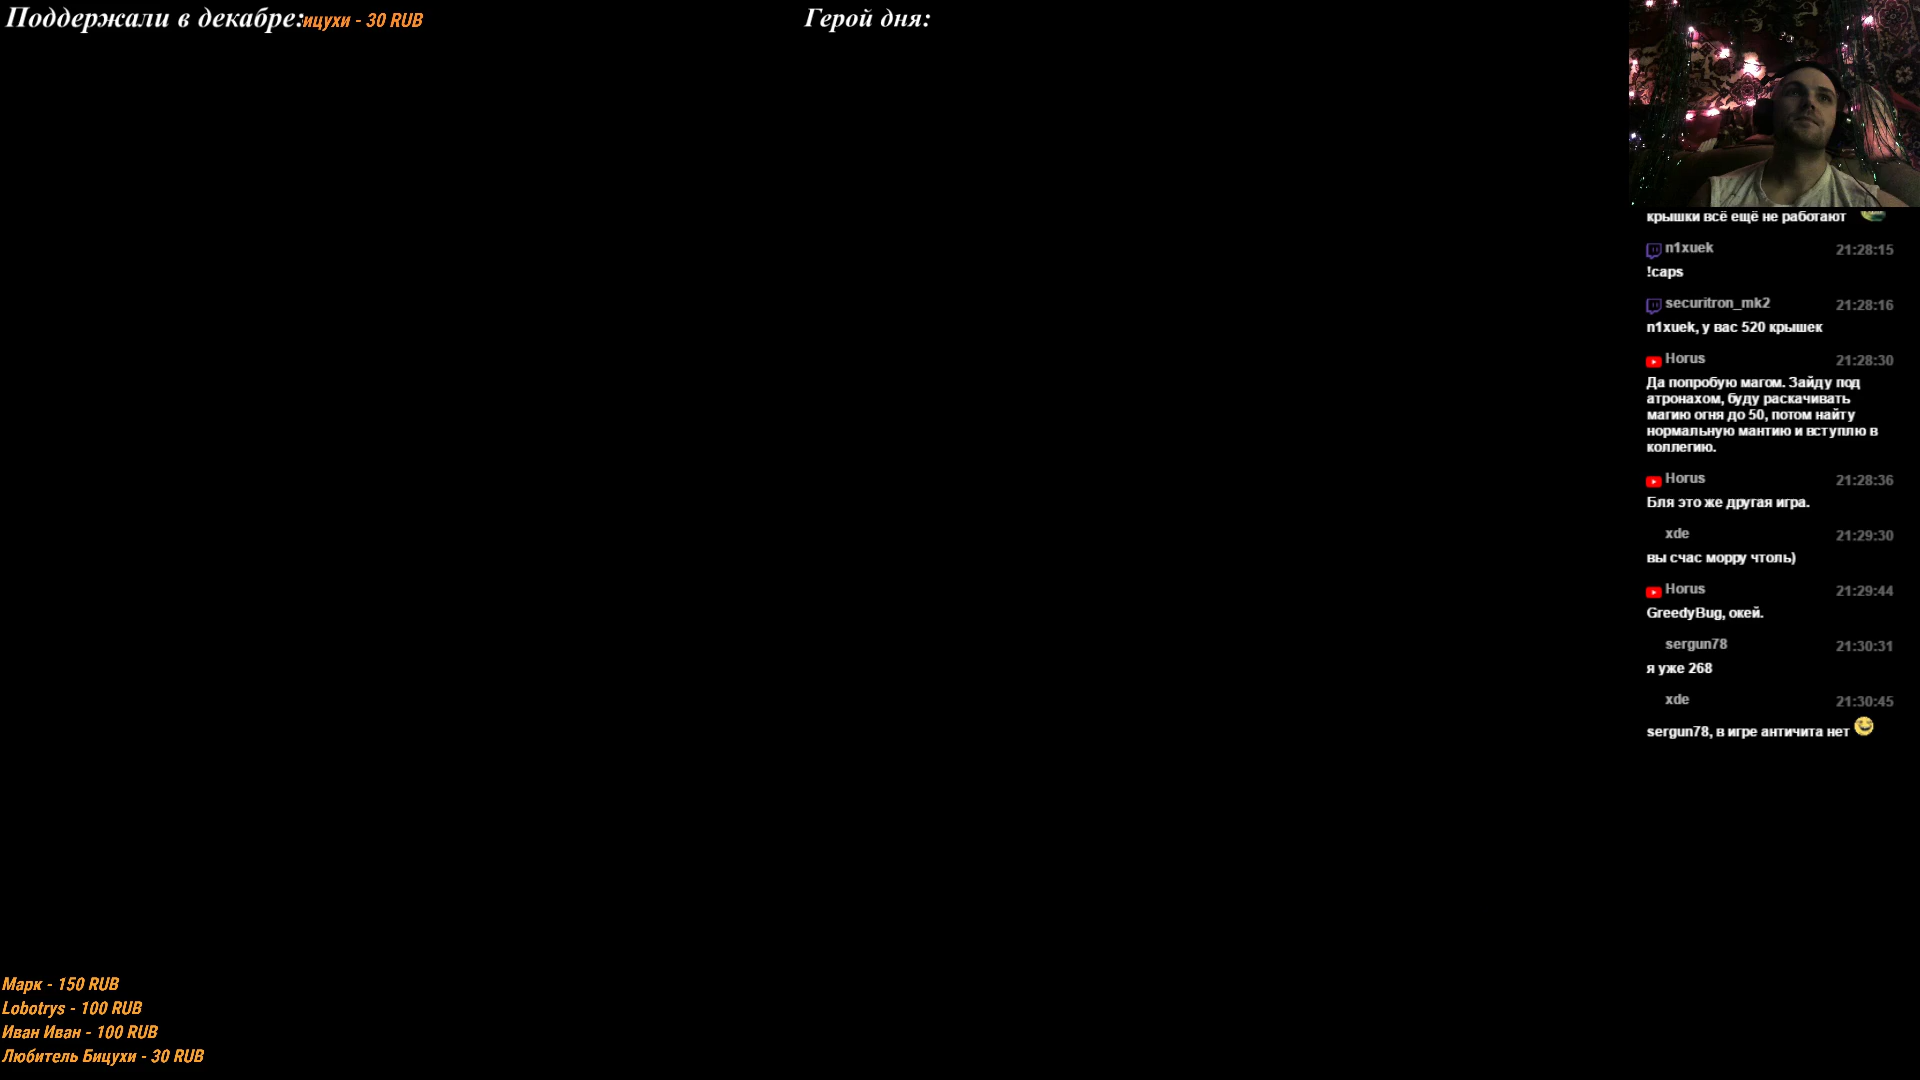 Поддержали в декабре:
ицухи - 30 RUB
Герой дня:
крышки всё ещё не работают
n1xuek 21:28:15
!caps
securitron_mk2 21:28:16
n1xuek, у вас 520 крышек
Horus 21:28:30
Да попробую магом. Зайду под
атронахом, буду раскачивать
магию огня до 50, потом найту
нормальную мантию и вступлю в
коллегию.
Horus 21:28:36
Бля это же другая игра.
xde 21:29:30
вы счас морру чтоль)
Horus 21:29:44
GreedyBug, окей.
sergun78 21:30:31
я уже 268
xde 21:30:45
sergun78, в игре античита нет
Марк - 150 RUB
Lobotrys - 100 RUB
Иван Иван - 100 RUB
Любитель Бицухи - 30 RUB